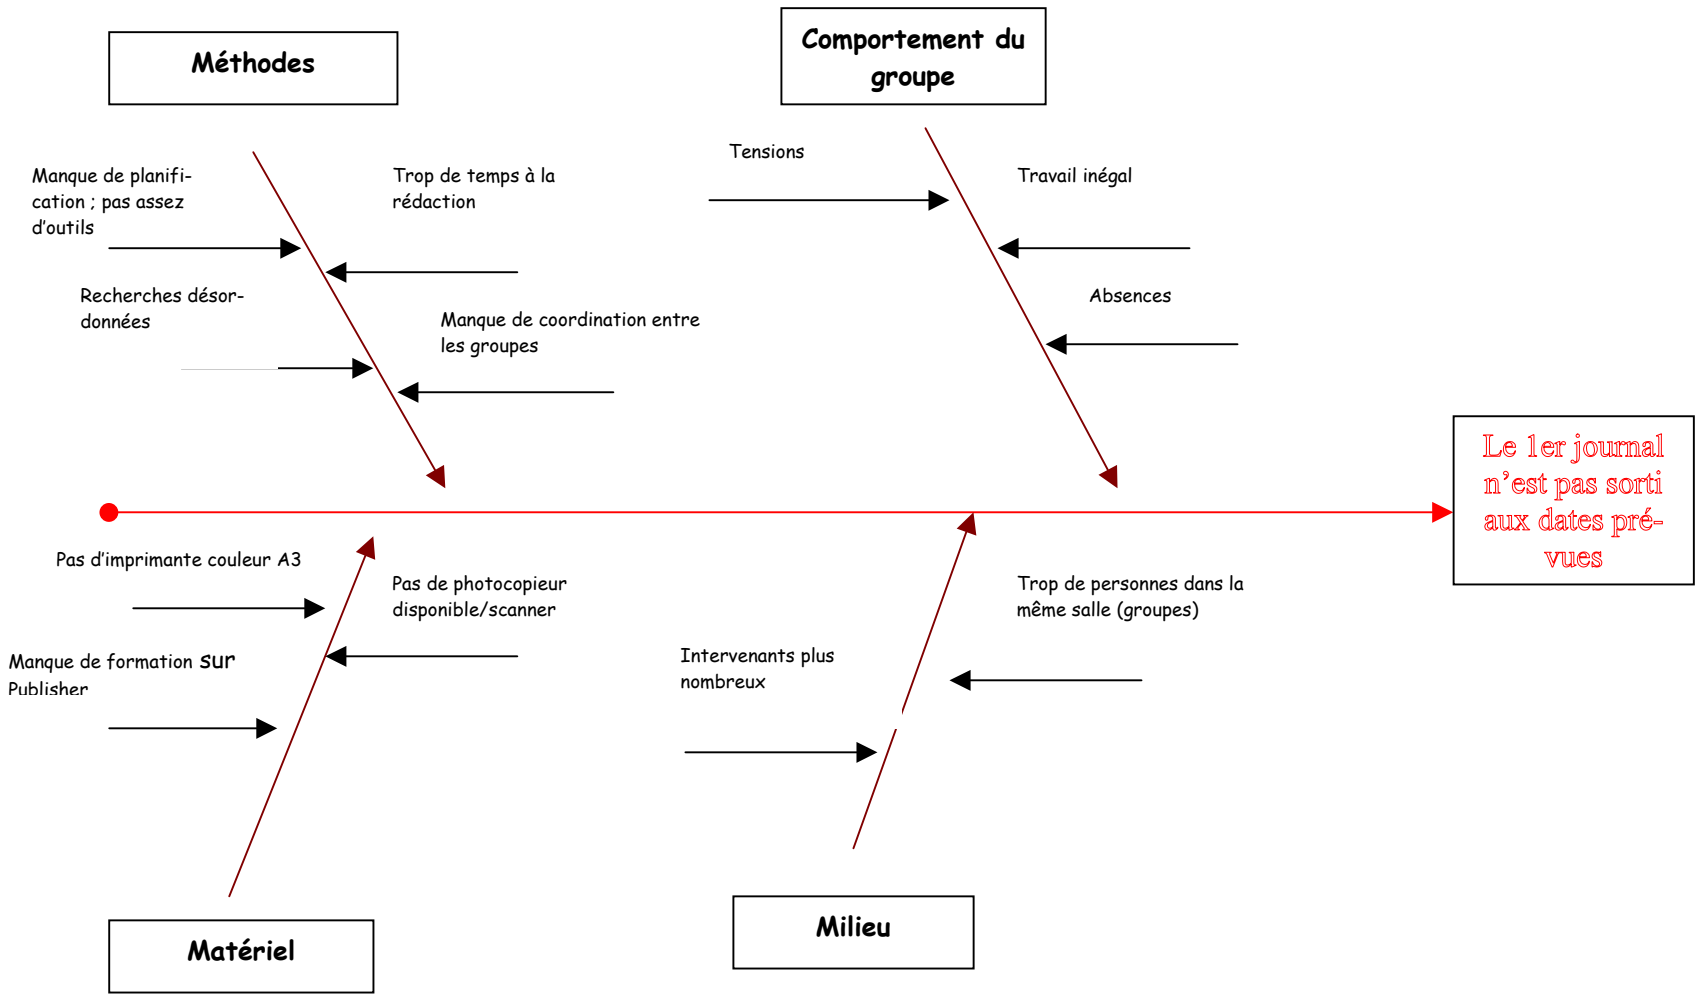 Méthodes
Comportement du
groupe
Manque de planifi-
cation ; pas assez
d'outils
Trop de temps à la
rédaction
Recherches désor-
données
Manque de coordination entre
les groupes
Tensions
Travail inégal
Absences
Le 1er journal
n'est pas sorti
aux dates pré-
vues
Pas d'imprimante couleur A3
Pas de photocopieur
disponible/scanner
Manque de formation sur
Publisher
Intervenants plus
nombreux
Trop de personnes dans la
même salle (groupes)
Matériel
Milieu